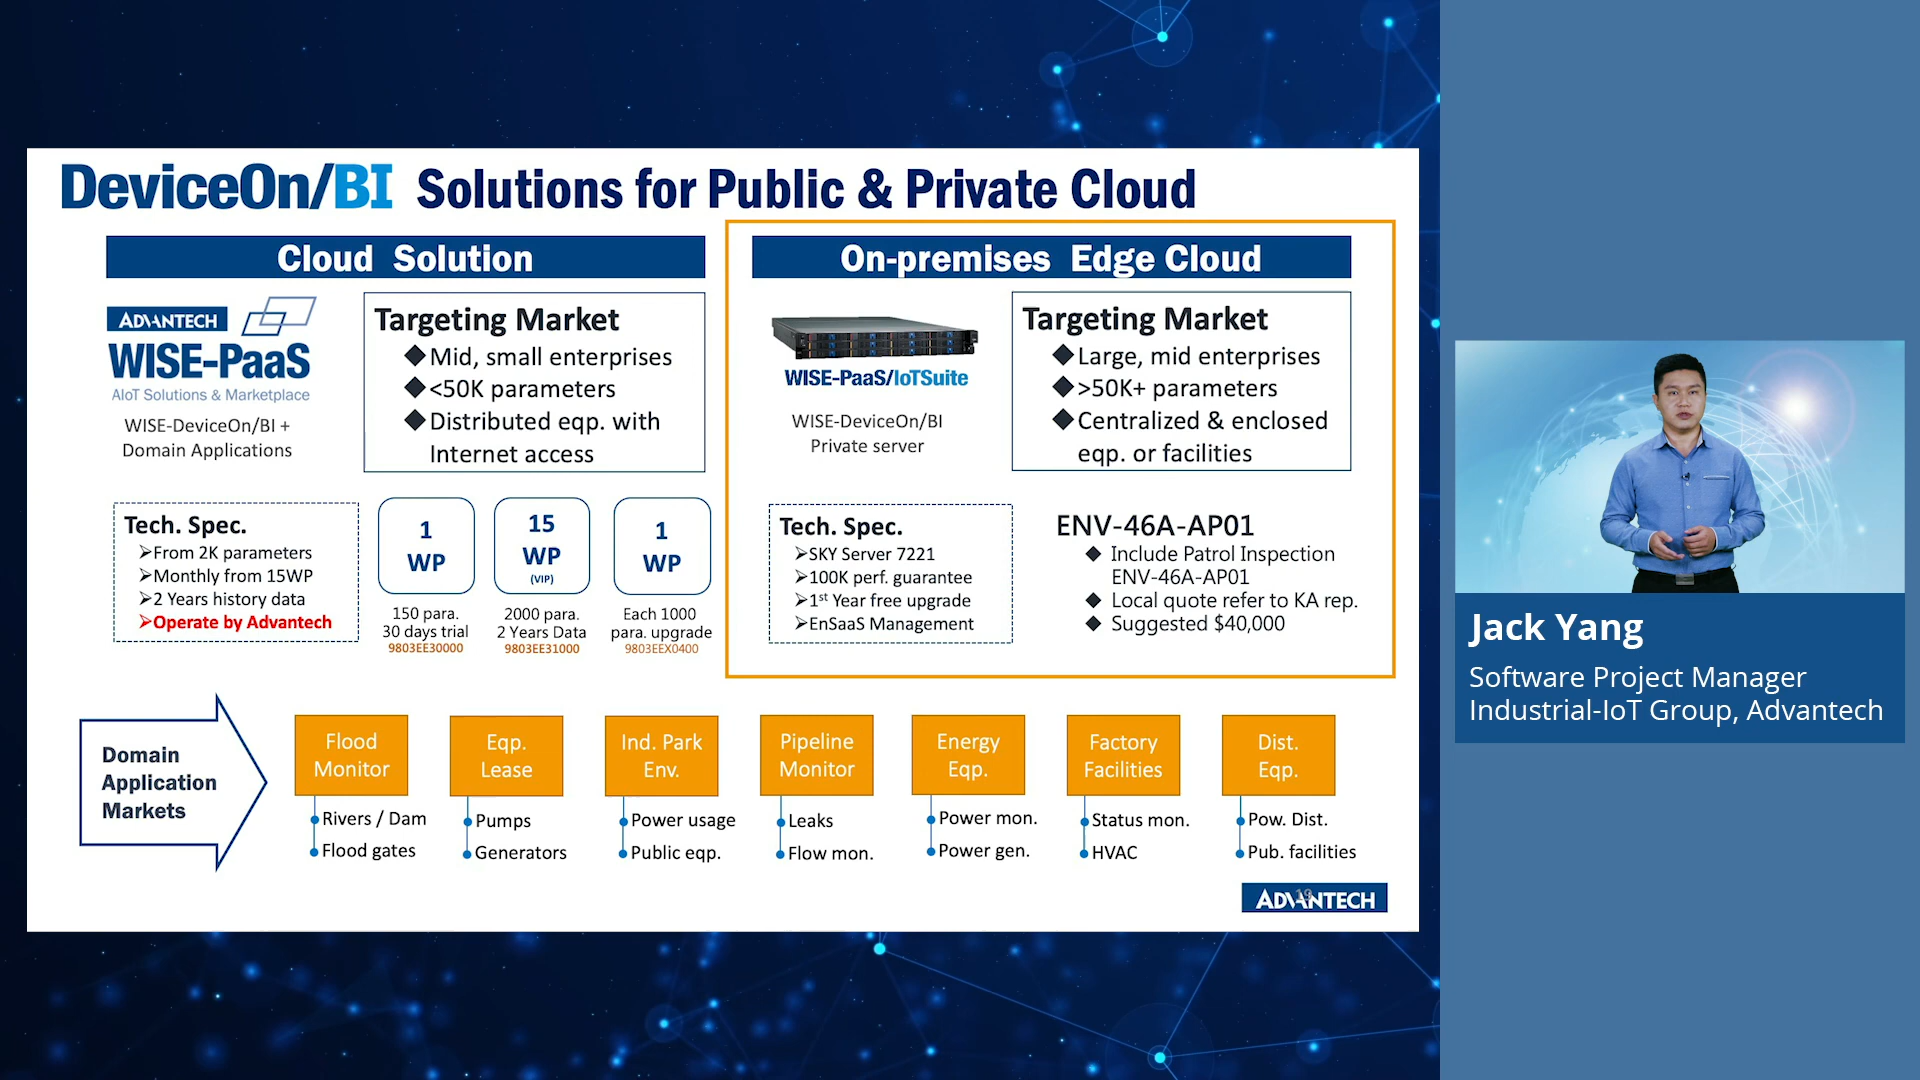 DeviceOn/BI Solutions for Public & Private Cloud
Cloud Solution
ADVANTECH
WISE-PaaS
AIoT Solutions & Marketplace
WISE-DeviceOn/BI +
Domain Applications
Targeting Market
◆Mid, small enterprises
◆<50K parameters
◆Distributed eqp. with
Internet access
Tech. Spec.
➢From 2K parameters
➢Monthly from 15WP
➢2 Years history data
➢Operate by Advantech
1
WP
150 para.
30 days trial
9803EE30000
15
WP
(VIP)
2000 para.
2 Years Data
9803EE31000
1
WP
Each 1000
para. upgrade
9803EEX0400
On-premises Edge Cloud
WISE-PaaS/IoTSuite
WISE-DeviceOn/BI
Private server
Targeting Market
◆Large, mid enterprises
◆>50K+ parameters
◆Centralized & enclosed
eqp. or facilities
Tech. Spec.
➢SKY Server 7221
➢100K perf. guarantee
➢1st Year free upgrade
➢EnSaaS Management
ENV-46A-AP01
◆ Include Patrol Inspection
ENV-46A-AP01
◆ Local quote refer to KA rep.
◆ Suggested $40,000
Domain
Application
Markets
Flood
Monitor
Rivers / Dam
Flood gates
Eqp.
Lease
Pumps
Generators
Ind. Park
Env.
Power usage
Public eqp.
Pipeline
Monitor
Leaks
Flow mon.
Energy
Eqp.
Power mon.
Power gen.
Factory
Facilities
Status mon.
HVAC
Dist.
Eqp.
Pow. Dist.
Pub. facilities
ADVANTECH
19
Jack Yang
Software Project Manager
Industrial-IoT Group, Advantech